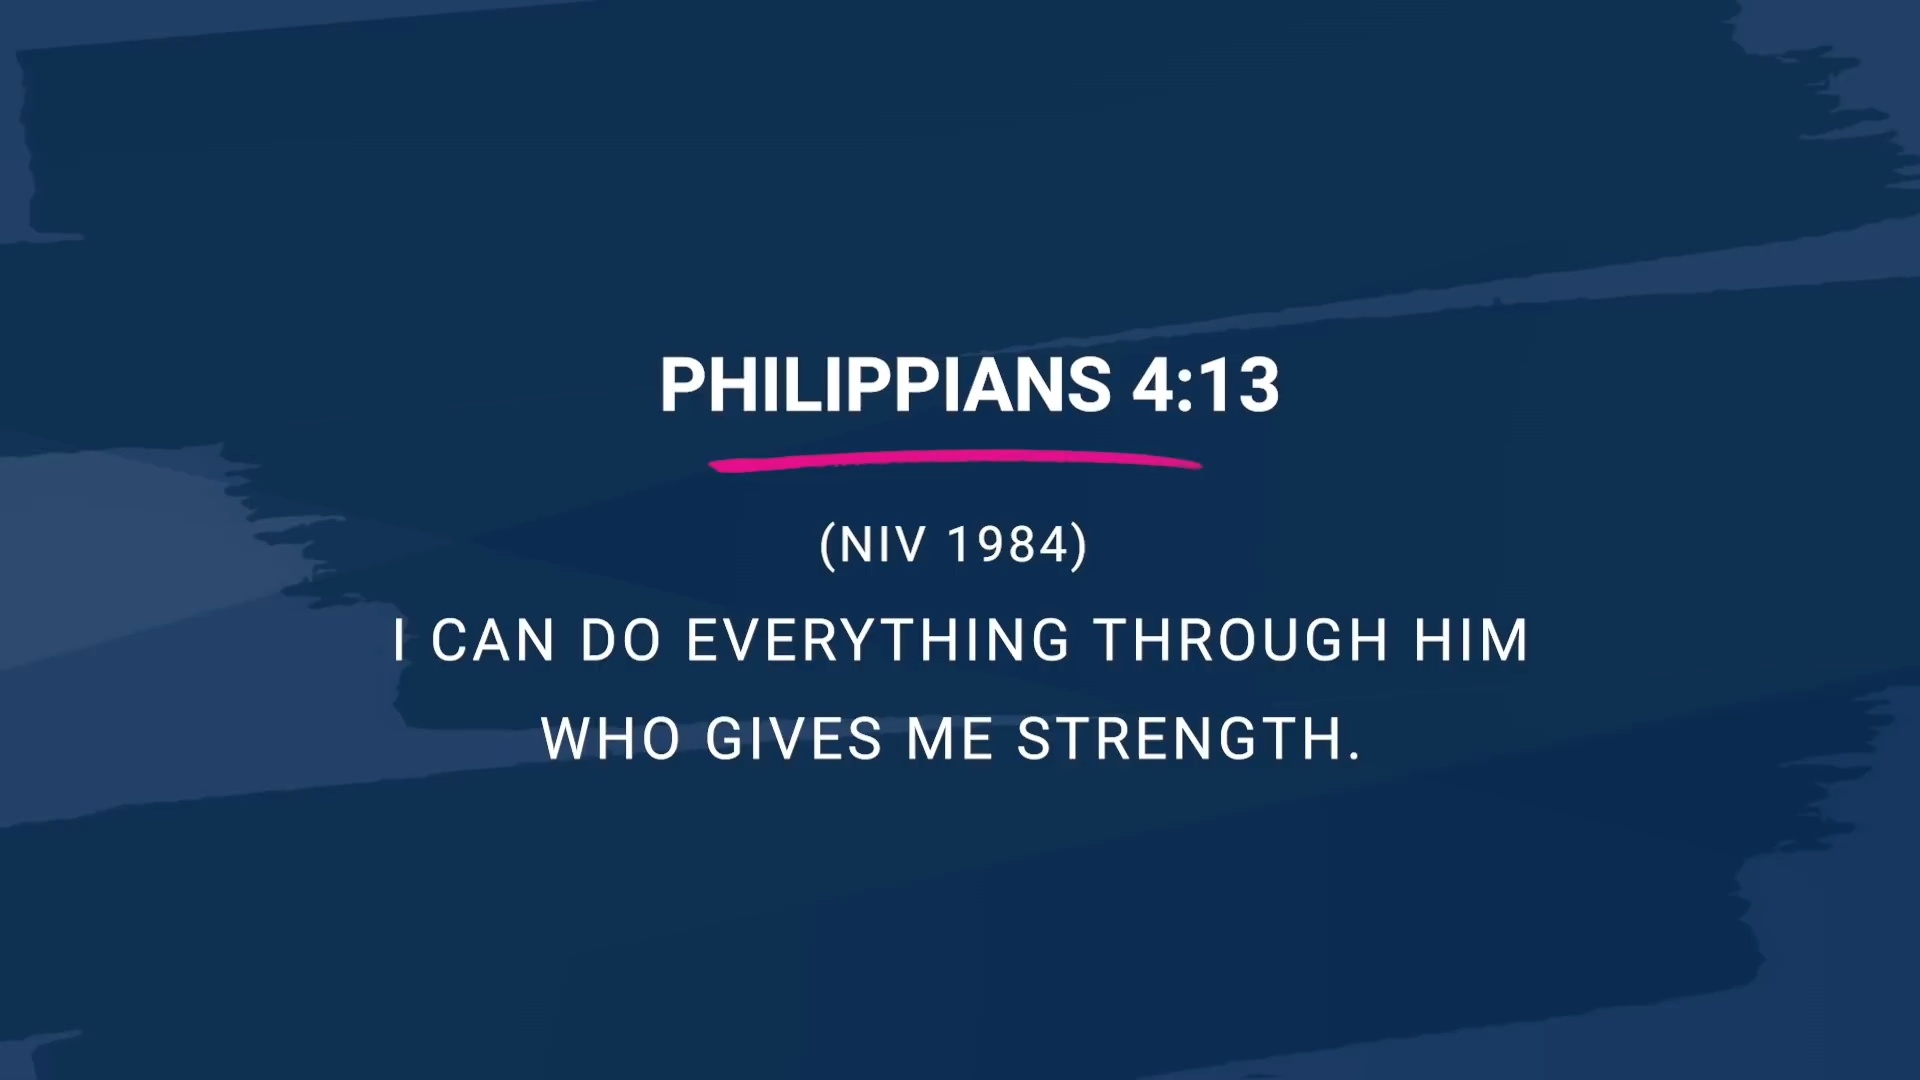 PHILIPPIANS 4:13
(NIV 1984)
I CAN DO EVERYTHING THROUGH HIM
WHO GIVES ME STRENGTH.